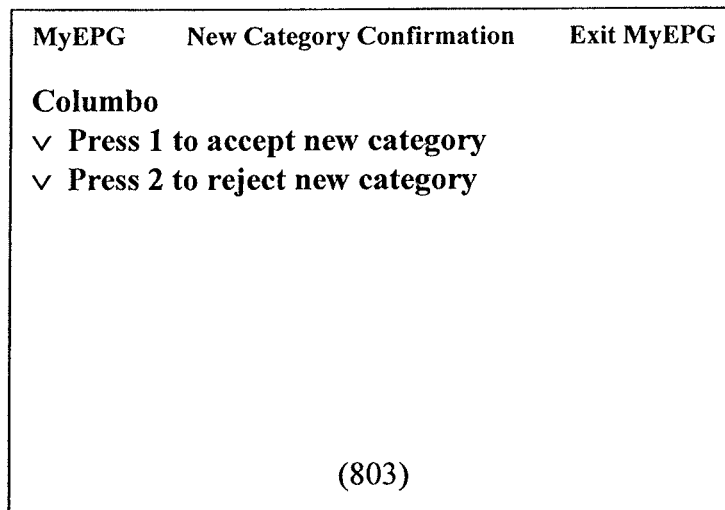 MyEPG New Category Confirmation Exit MyEPG
Columbo
v Press 1 to accept new category
v Press 2 to reject new category
(803)